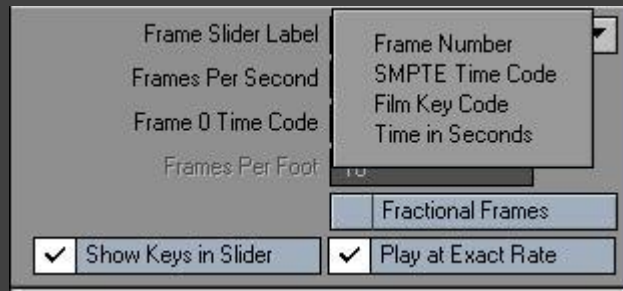 Frame Slider Label
Frame Number
SMPTE Time Code
Frames Per Second
Film Key Code
Frame 0 Time Code
Time in Seconds
Frames Per Foot
Fractional Frames
Show Keys in Slider
Play at Exact Rate